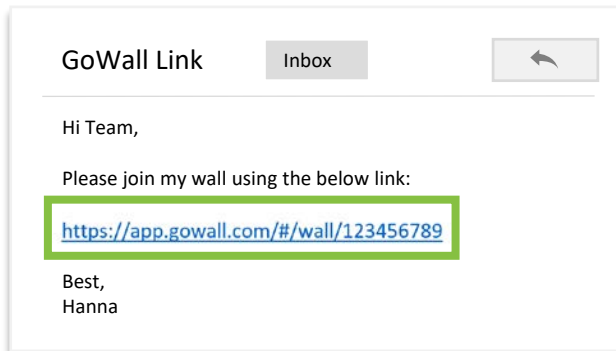 GoWall Link Inbox
Hi Team,
Please join my wall using the below link:
https://app.gowall.com/#/wall/123456789
Best,
Hanna